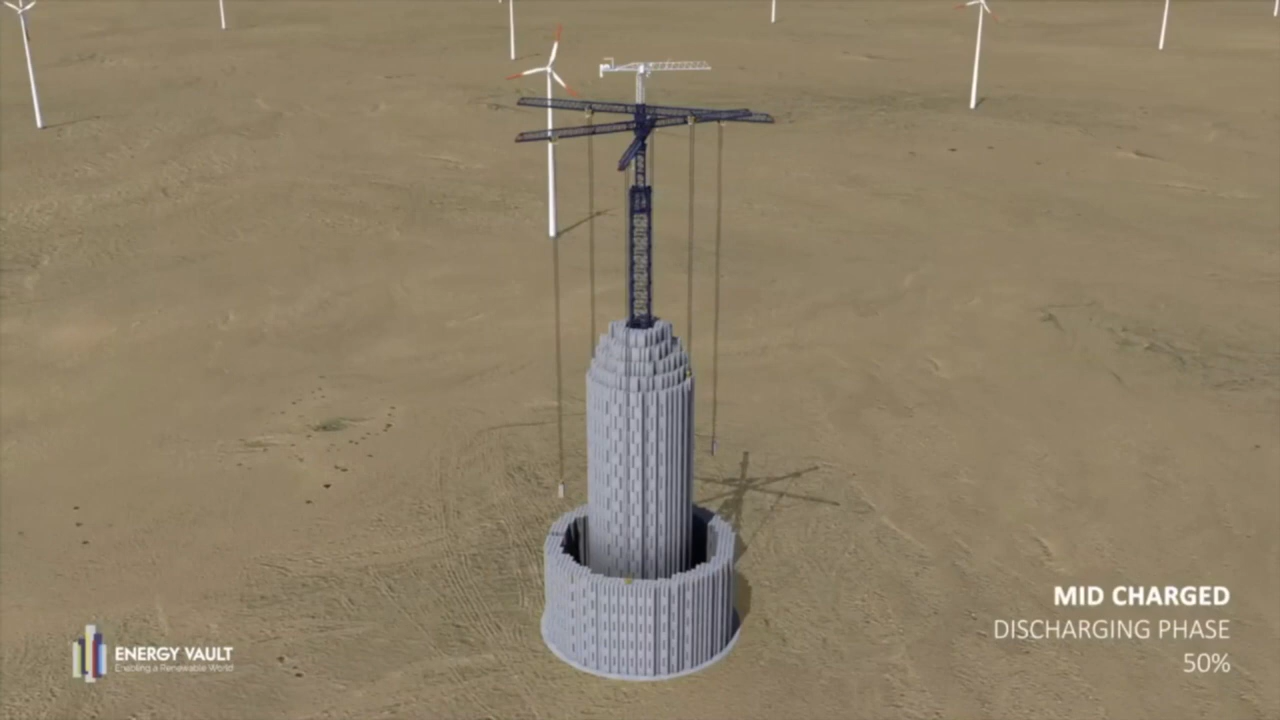 ENERGY VAULT
Enabling a Renewable World
MID CHARGED
DISCHARGING PHASE
50%